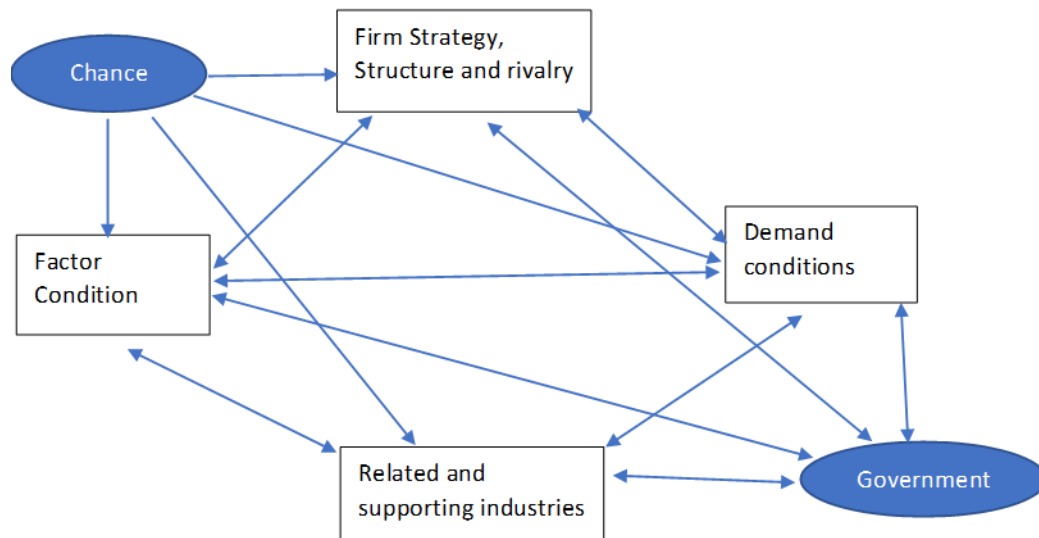 Firm Strategy,
Structure and rivalry
Chance
Demand
conditions
Factor
Condition
Related and
supporting industries
Government